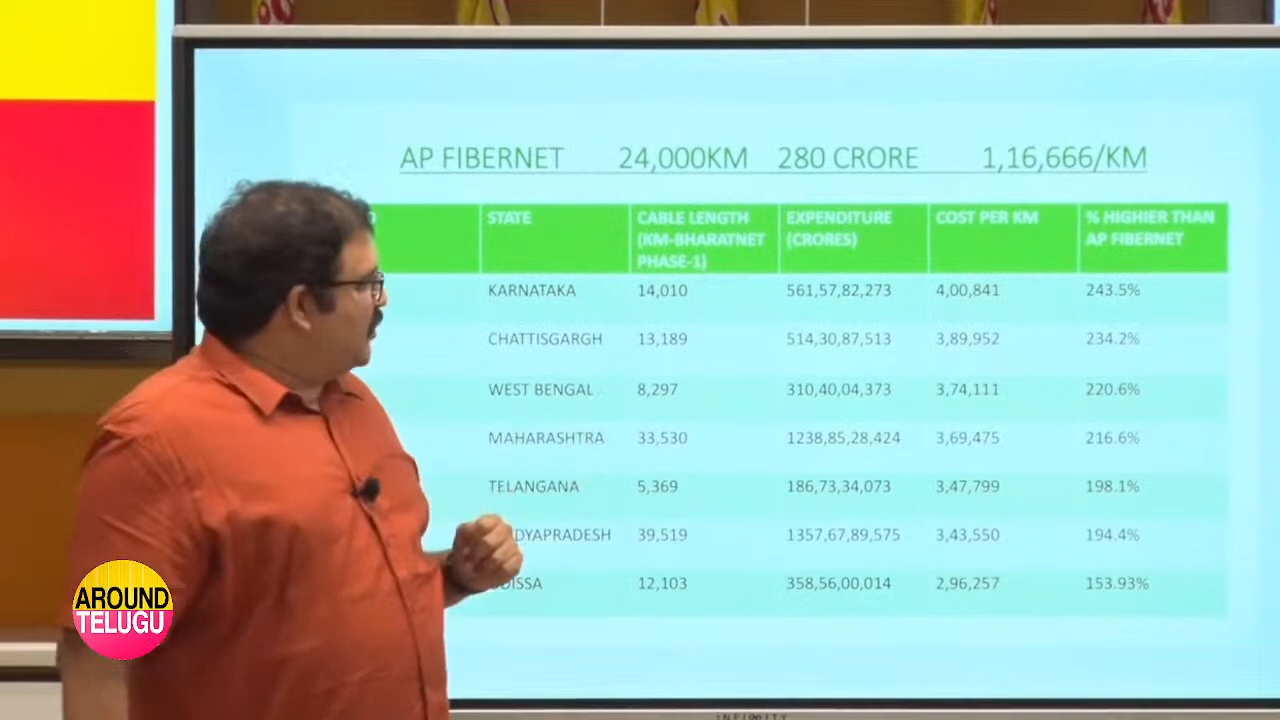 AP FIBERNET 24,000KM 280 CRORE 1,16,666/KM
STATE CABLE LENGTH (KM-BHARATNET PHASE-1) EXPENDITURE (CRORES) COST PER KM % HIGHIER THAN AP FIBERNET
KARNATAKA 14,010 561,57,82,273 4,00,841 243.5%
CHATTISGARGH 13,189 514,30,87,513 3,89,952 234.2%
WEST BENGAL 8,297 310,40,04,373 3,74,111 220.6%
MAHARASHTRA 33,530 1238,85,28,424 3,69,475 216.6%
TELANGANA 5,369 186,73,34,073 3,47,799 198.1%
DYAPRADESH 39,519 1357,67,89,575 3,43,550 194.4%
DISSA 12,103 358,56,00,014 2,96,257 153.93%
AROUND
TELUGU
INFINITY